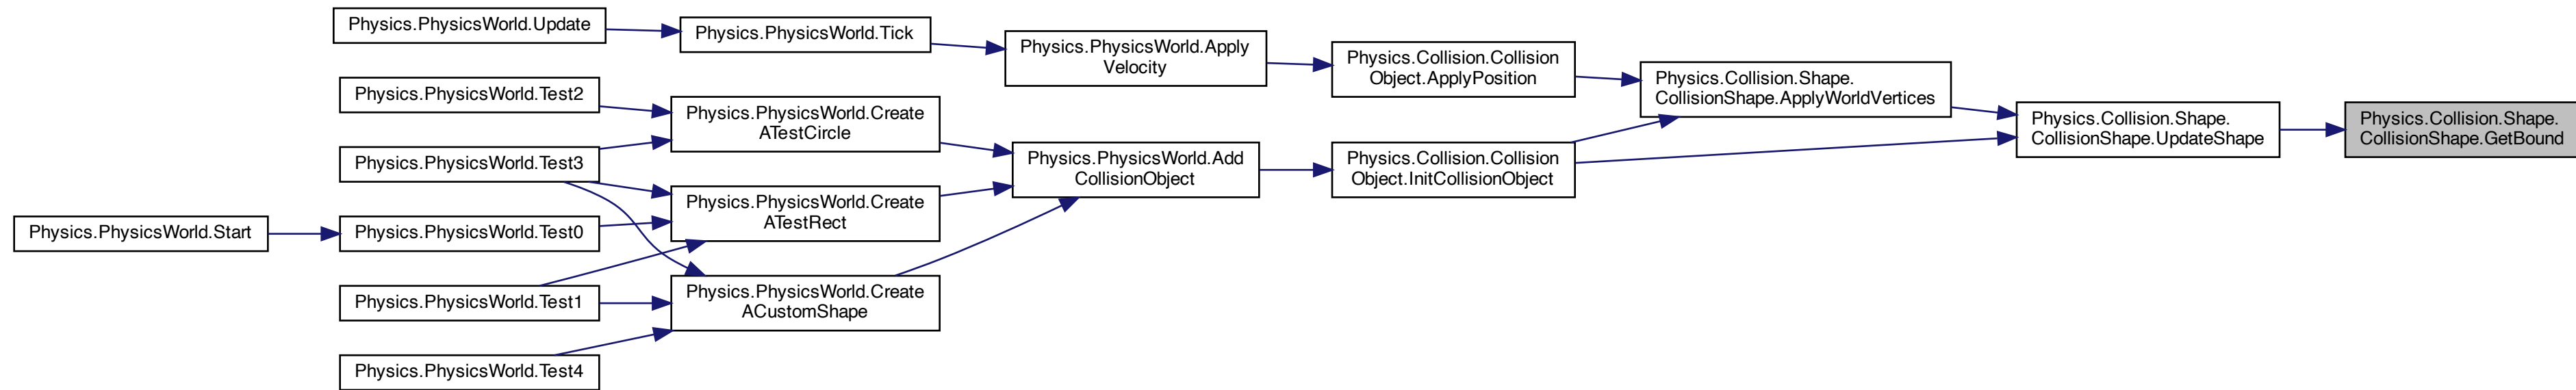 Physics.PhysicsWorld.Update
Physics.PhysicsWorld.Tick
Physics.PhysicsWorld.Apply
Velocity
Physics.Collision.Collision
Object.ApplyPosition
Physics.Collision.Shape.
CollisionShape.ApplyWorldVertices
Physics.Collision.Shape.
CollisionShape.UpdateShape
Physics.Collision.Shape.
CollisionShape.GetBound
Physics.PhysicsWorld.Test2
Physics.PhysicsWorld.Create
ATestCircle
Physics.PhysicsWorld.Test3
Physics.PhysicsWorld.Add
CollisionObject
Physics.Collision.Collision
Object.InitCollisionObject
Physics.PhysicsWorld.Create
ATestRect
Physics.PhysicsWorld.Start
Physics.PhysicsWorld.Test0
Physics.PhysicsWorld.Test1
Physics.PhysicsWorld.Create
ACustomShape
Physics.PhysicsWorld.Test4